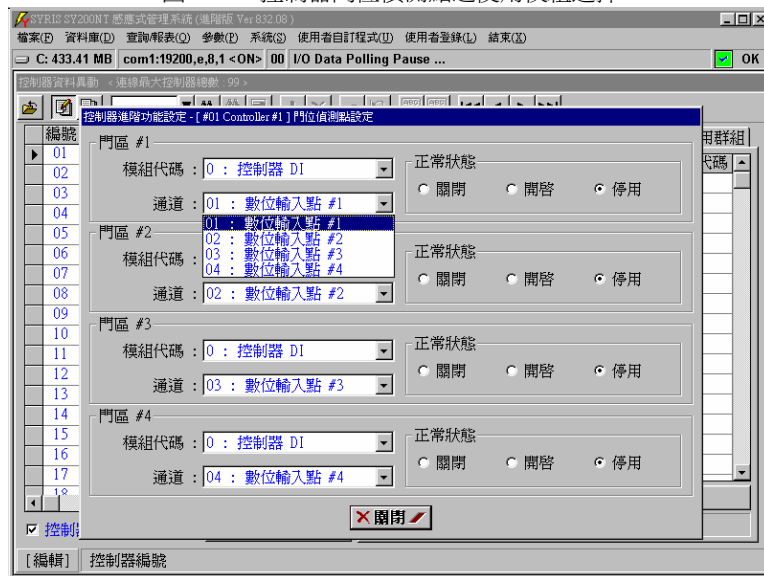 SYRIS SY200NT 感應式管理系統 (進階版 Ver 832.08 )
檔案(F) 資料庫(D) 查詢/報表(Q) 參數(P) 系統(S) 使用者自訂程式(U) 使用者登錄(L) 結束(X)
C: 433.41 MB com1:19200,e,8,1 <ON> 00 I/O Data Polling Pause ... OK
控制器資料異動 < 連線最大控制器總數 : 99 >
控制器進階功能設定 - [ #01 Controller #1 ] 門位偵測點設定
編號
用群組
代碼
01
02
03
04
05
06
07
08
09
10
11
12
13
14
15
16
17
18
門區 #1
模組代碼 : 0 : 控制器 DI
正常狀態
關閉 開啓 停用
通道 : 01 : 數位輸入點 #1
01 : 數位輸入點 #1
02 : 數位輸入點 #2
03 : 數位輸入點 #3
04 : 數位輸入點 #4
門區 #2
模組代碼 :
正常狀態
關閉 開啓 停用
通道 : 02 : 數位輸入點 #2
門區 #3
模組代碼 : 0 : 控制器 DI
正常狀態
關閉 開啓 停用
通道 : 03 : 數位輸入點 #3
門區 #4
模組代碼 : 0 : 控制器 DI
正常狀態
關閉 開啓 停用
通道 : 04 : 數位輸入點 #4
關閉
控制
[編輯] 控制器編號